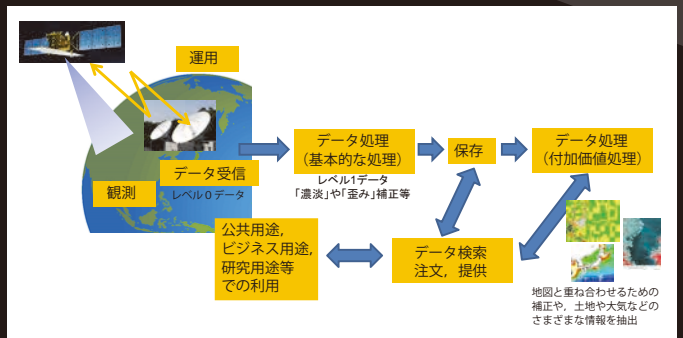 運用
データ受信
レベル０データ
観測
データ処理
（基本的な処理）
レベル1データ
「濃淡」や「歪み」補正等
保存
データ処理
（付加価値処理）
公共用途，
ビジネス用途，
研究用途等
での利用
データ検索
注文，提供
地図と重ね合わせるための
補正や，土地や大気などの
さまざまな情報を抽出